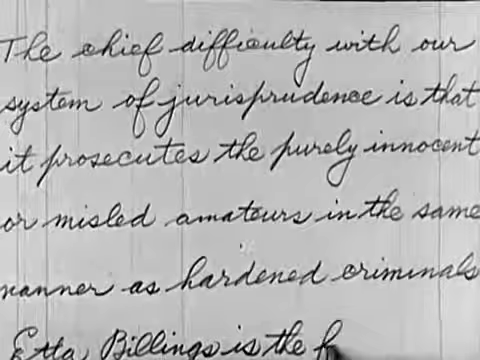 The chief difficulty with our
system of jurisprudence is that
it prosecutes the purely innocent
or misled amateurs in the same
manner as hardened criminals
Etta Billings is the f